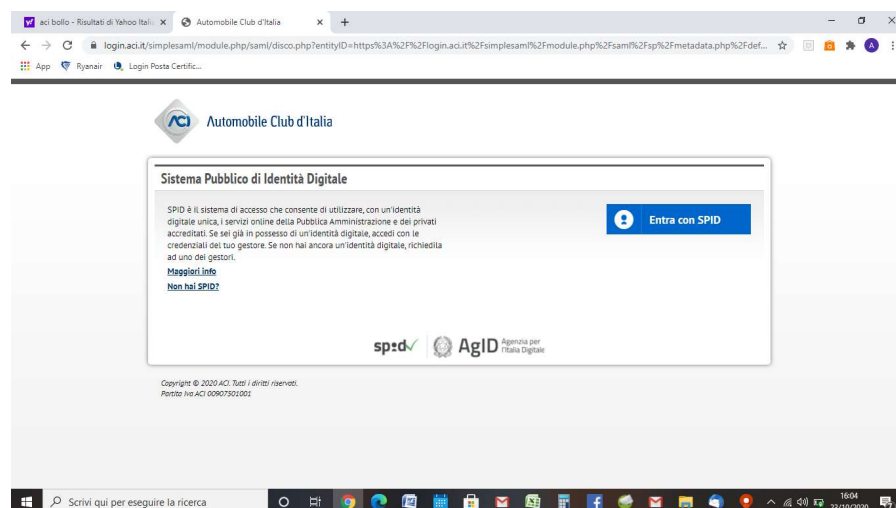 aci bollo - Risultati di Yahoo Itali
Automobile Club d'Italia
login.aci.it/simplesaml/module.php/saml/disco.php?entityID=https%3A%2F%2Flogin.aci.it%2Fsimplesaml%2Fmodule.php%2Fsaml%2Fsp%2Fmetadata.php%2Fdef...
A
App
Ryanair
Login Posta Certific...
ACI
Automobile Club d'Italia
Sistema Pubblico di Identità Digitale
SPID è il sistema di accesso che consente di utilizzare, con un'identità
digitale unica, i servizi online della Pubblica Amministrazione e dei privati
accreditati. Se sei già in possesso di un'identità digitale, accedi con le
credenziali del tuo gestore. Se non hai ancora un'identità digitale, richiedila
ad uno dei gestori.
Maggiori info
Non hai SPID?
Entra con SPID
spid
AgID
Agenzia per
l'Italia Digitale
Copyright © 2020 ACI. Tutti i diritti riservati.
Partita Iva ACI 00907501001
Scrivi qui per eseguire la ricerca
16:04
23/10/2020